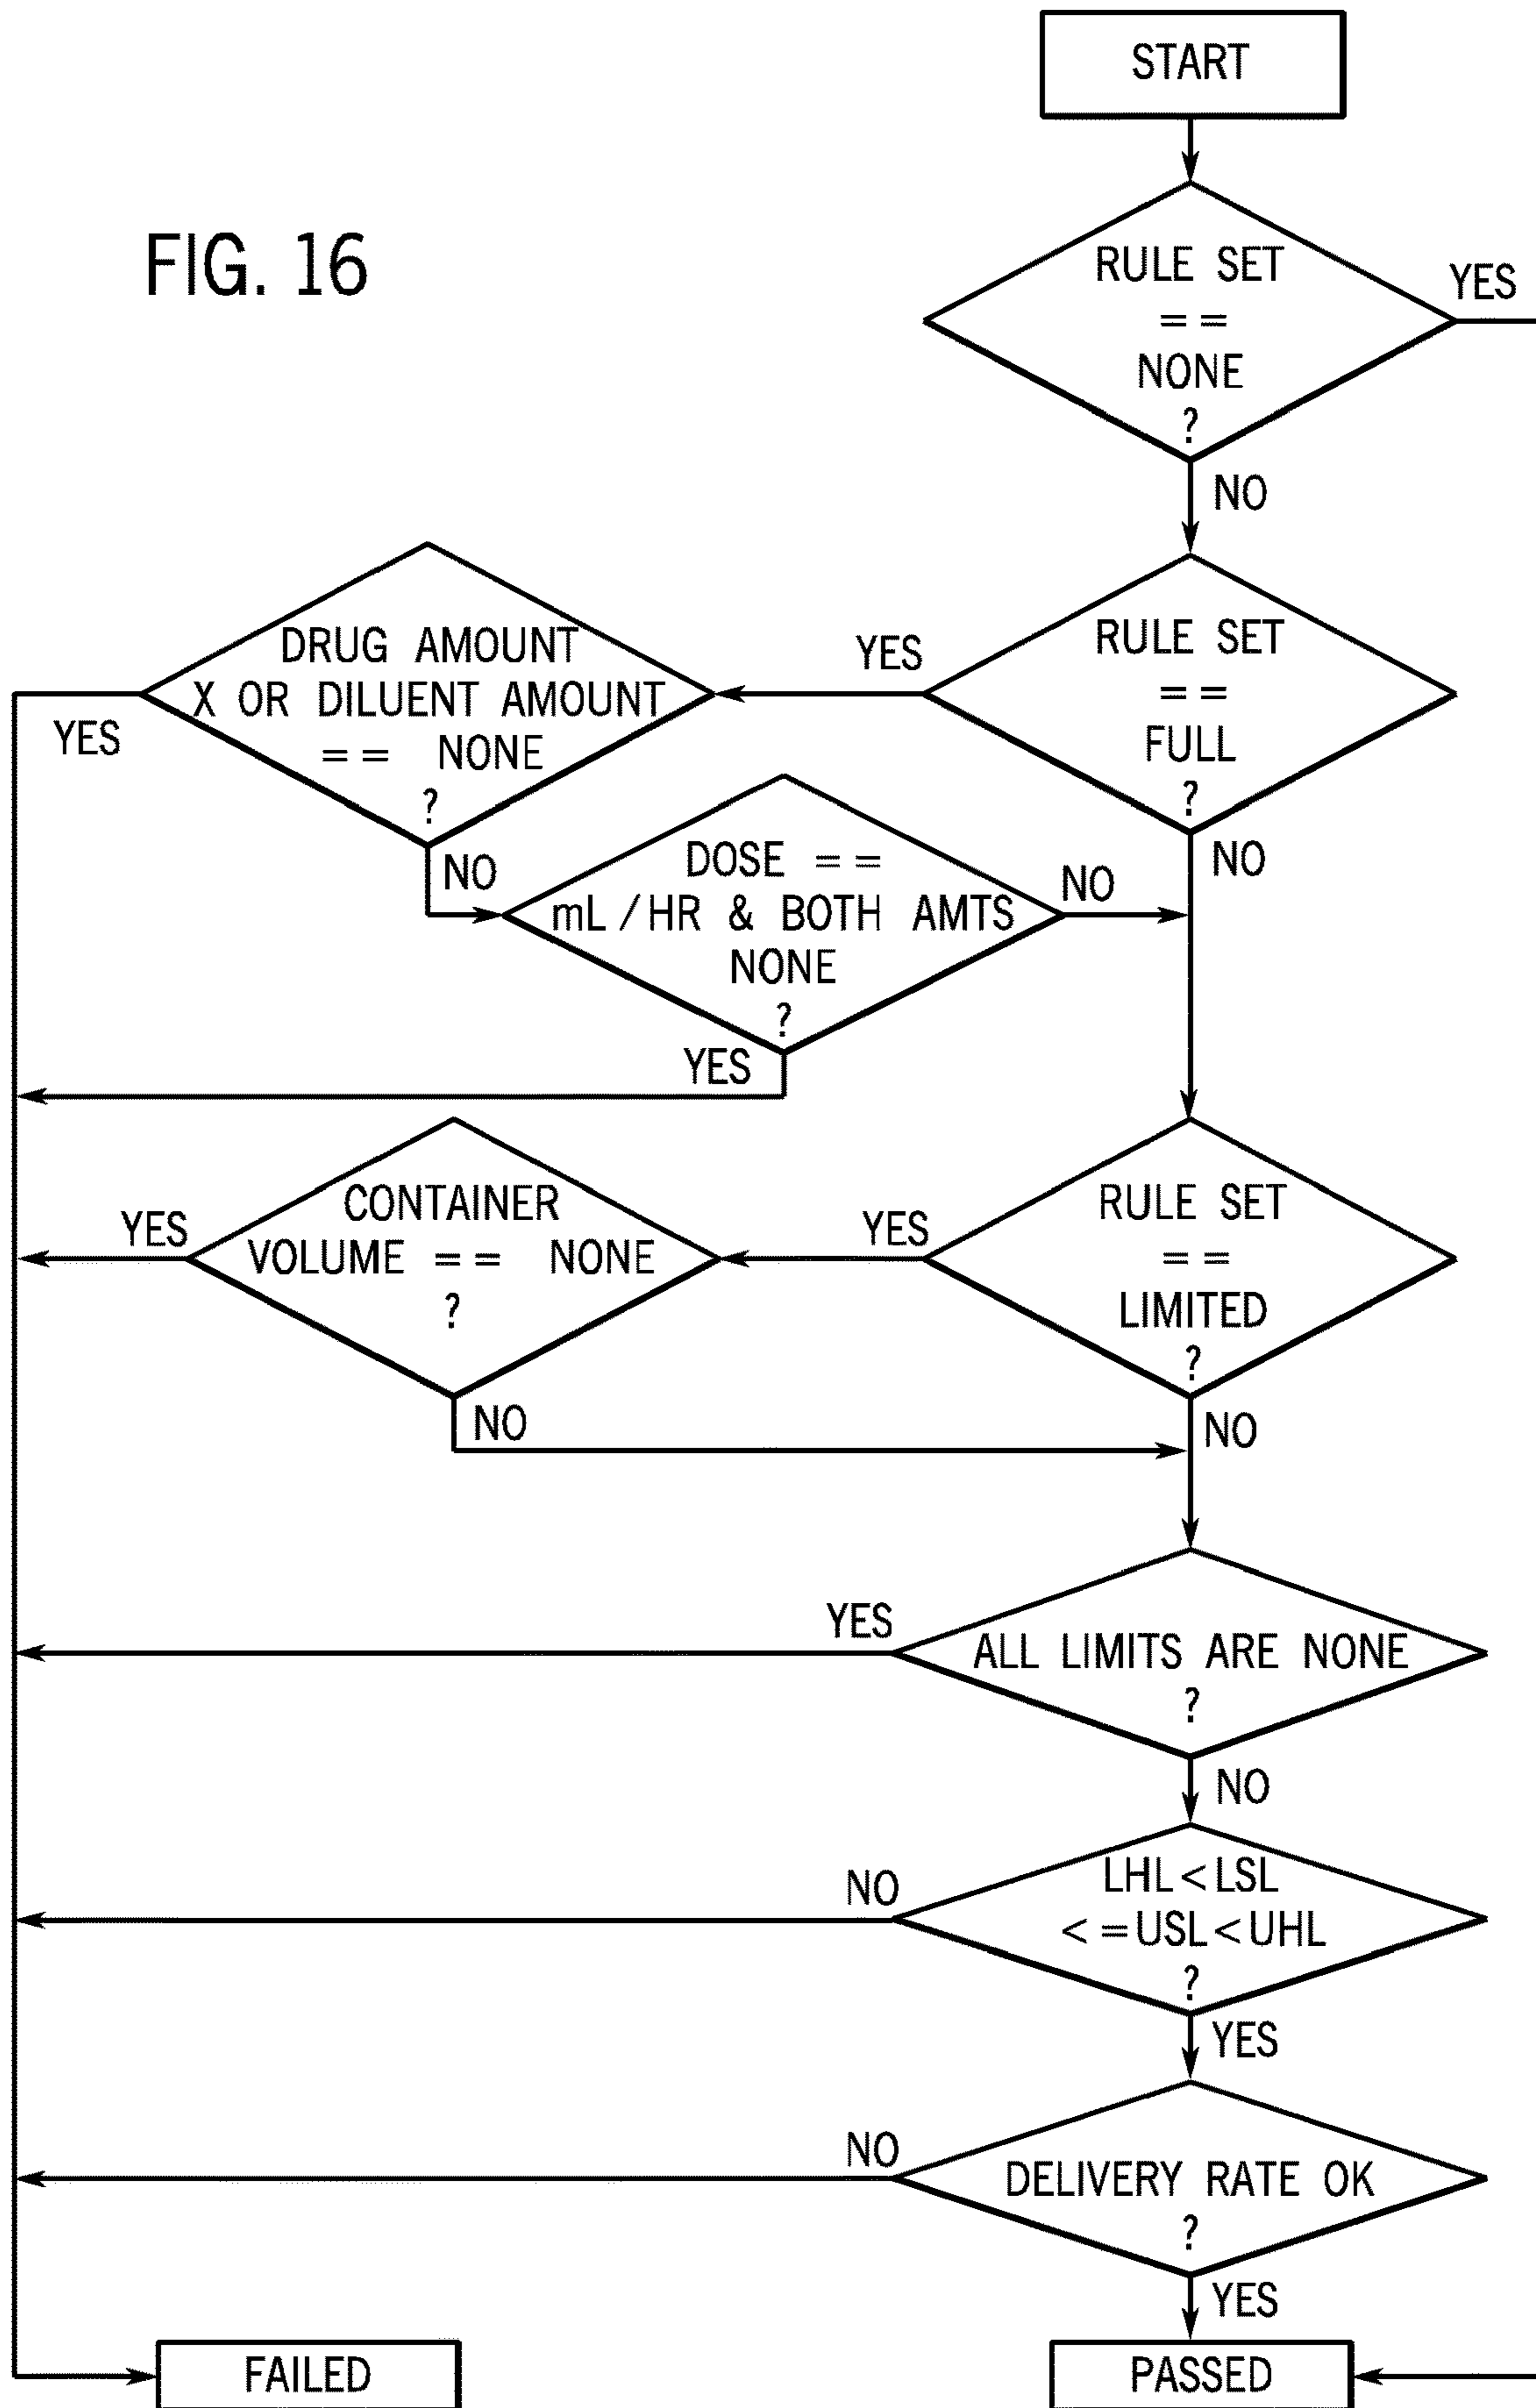 START
FIG. 16
RULE SET
==
NONE
?
YES
NO
DRUG AMOUNT
X OR DILUENT AMOUNT
== NONE
?
YES
NO
YES
RULE SET
==
FULL
?
NO
DOSE ==
mL/HR & BOTH AMTS
NONE
?
NO
YES
CONTAINER
VOLUME == NONE
?
YES
NO
YES
RULE SET
==
LIMITED
?
NO
YES
ALL LIMITS ARE NONE
?
NO
NO
LHL<LSL
<=USL<UHL
?
YES
NO
DELIVERY RATE OK
?
YES
FAILED
PASSED